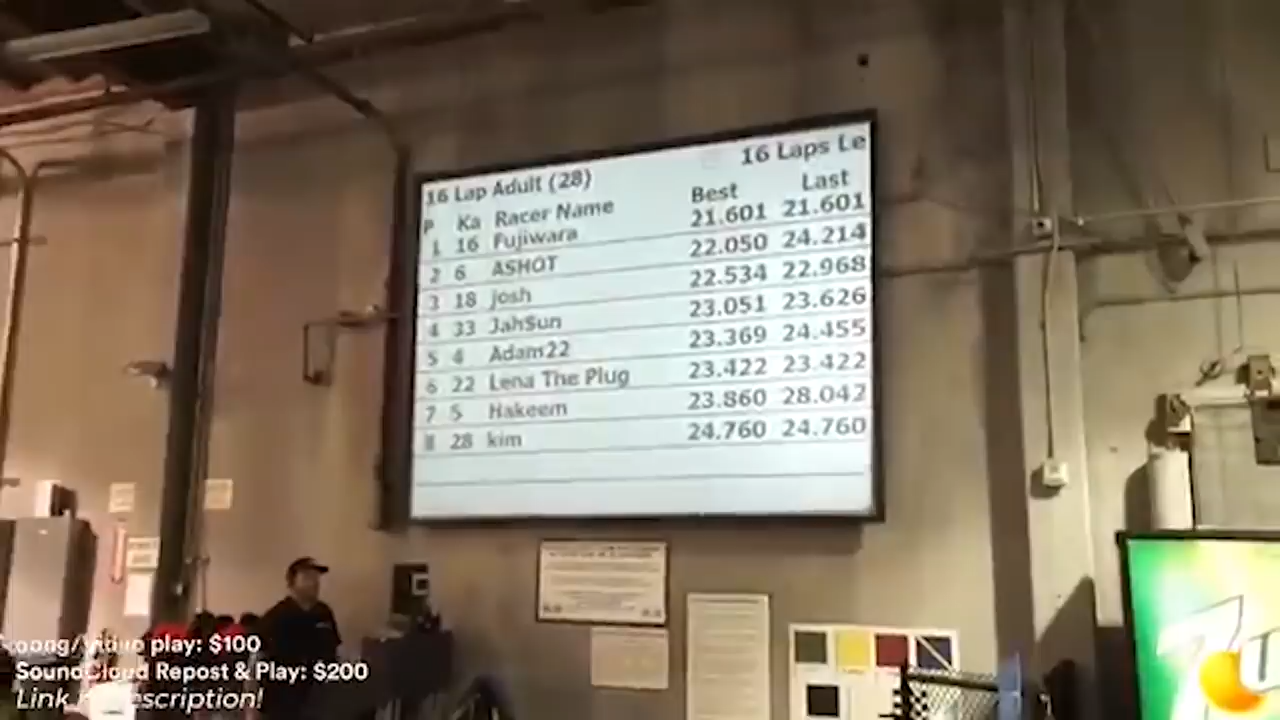 16 Laps Le
16 Lap Adult (28)
P Ka Racer Name Best Last
1 16 Fujiwara 21.601 21.601
2 6 ASHOT 22.050 24.214
3 18 josh 22.534 22.968
4 33 JahSun 23.051 23.626
5 4 Adam22 23.369 24.455
6 22 Lena The Plug 23.422 23.422
7 5 Hakeem 23.860 28.042
8 28 kim 24.760 24.760
play: $100
SoundCloud Repost & Play: $200
Link
7